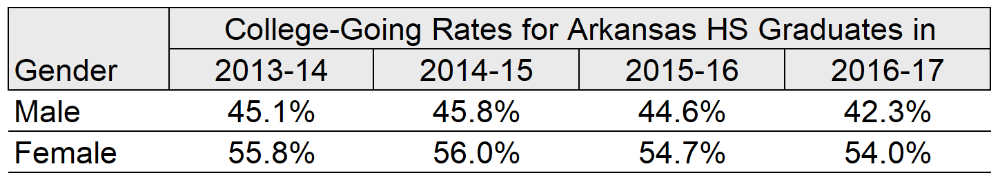 College-Going Rates for Arkansas HS Graduates in
Gender 2013-14 2014-15 2015-16 2016-17
Male 45.1% 45.8% 44.6% 42.3%
Female 55.8% 56.0% 54.7% 54.0%